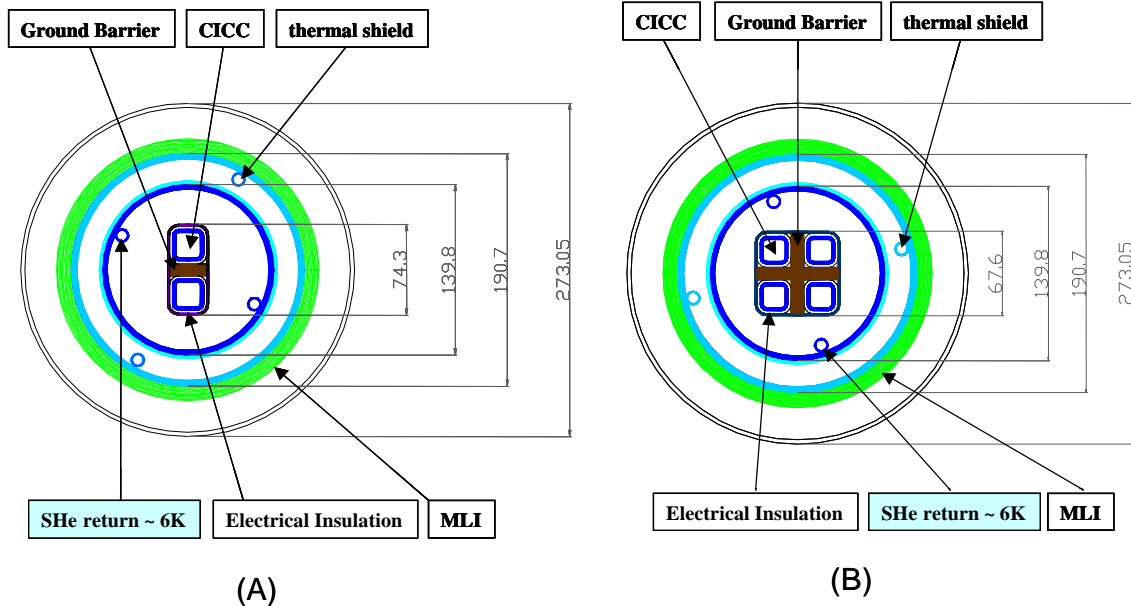 Ground Barrier
CICC
thermal shield
74.3
139.8
190.7
273.05
SHe return ~ 6K
Electrical Insulation
MLI
(A)
CICC
Ground Barrier
thermal shield
67.6
139.8
190.7
273.05
Electrical Insulation
SHe return ~ 6K
MLI
(B)